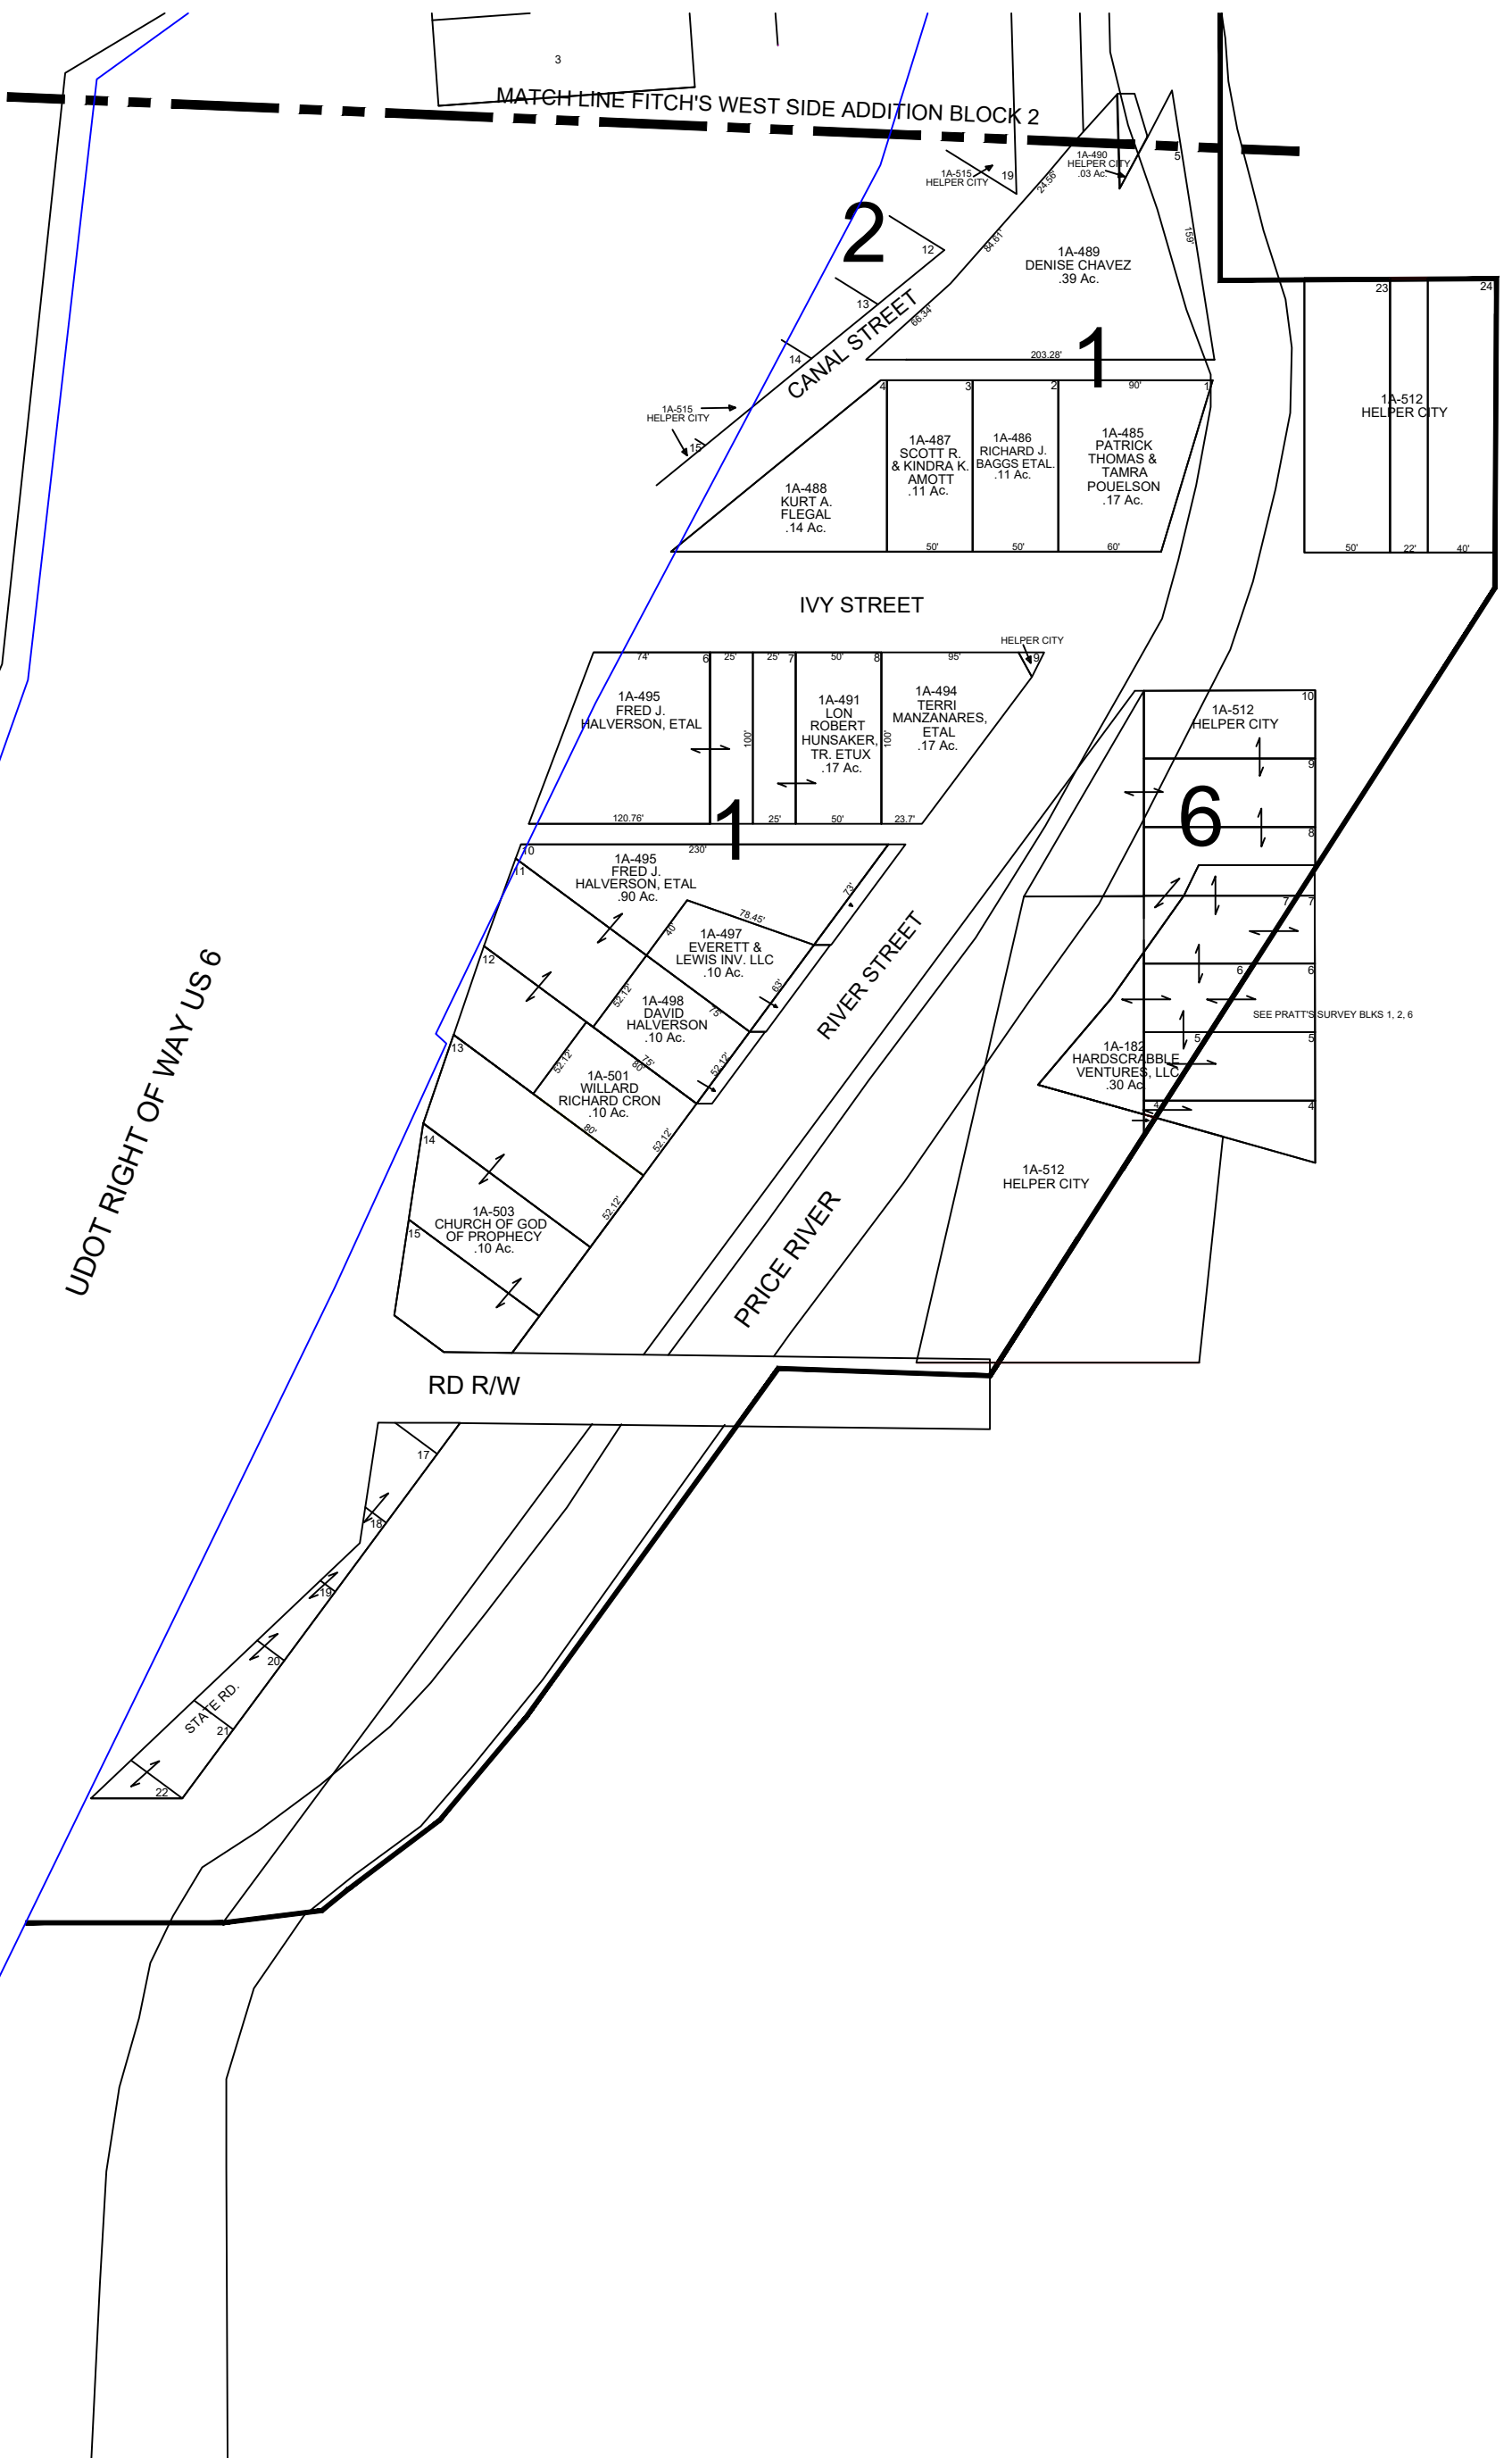 3
MATCH LINE FITCH'S WEST SIDE ADDITION BLOCK 2
1A-515
HELPER CITY
19
1A-490
HELPER CITY
.03 Ac.
5
24.56'
84.61'
66.34'
159'
2
12
13
14
15
CANAL STREET
1A-515
HELPER CITY
1A-489
DENISE CHAVEZ
.39 Ac.
203.28'
1
23
24
1A-512
HELPER CITY
50'
22'
40'
4
3
2
90'
1
1A-488
KURT A.
FLEGAL
.14 Ac.
1A-487
SCOTT R.
& KINDRA K.
AMOTT
.11 Ac.
1A-486
RICHARD J.
BAGGS ETAL.
.11 Ac.
1A-485
PATRICK
THOMAS &
TAMRA
POUELSON
.17 Ac.
50'
50'
60'
IVY STREET
HELPER CITY
74'
6
25'
25'
7
50'
8
95'
9
1A-495
FRED J.
HALVERSON, ETAL
100'
1A-491
LON
ROBERT
HUNSAKER,
TR. ETUX
.17 Ac.
100'
1A-494
TERRI
MANZANARES,
ETAL
.17 Ac.
120.76'
25'
50'
23.7'
1
10
11
230'
1A-495
FRED J.
HALVERSON, ETAL
.90 Ac.
73'
78.45'
40'
1A-497
EVERETT &
LEWIS INV. LLC
.10 Ac.
63'
75'
12
52.12'
1A-498
DAVID
HALVERSON
.10 Ac.
75'
80'
52.12'
13
52.12'
1A-501
WILLARD
RICHARD CRON
.10 Ac.
80'
52.12'
14
52.12'
1A-503
CHURCH OF GOD
OF PROPHECY
.10 Ac.
15
RIVER STREET
PRICE RIVER
UDOT RIGHT OF WAY US 6
10
1A-512
HELPER CITY
9
6
8
7
7
6
6
SEE PRATT'S SURVEY BLKS 1, 2, 6
5
5
1A-182
HARDSCRABBLE
VENTURES, LLC
.30 Ac
4
4
1A-512
HELPER CITY
RD R/W
17
18
19
20
STATE RD.
21
22